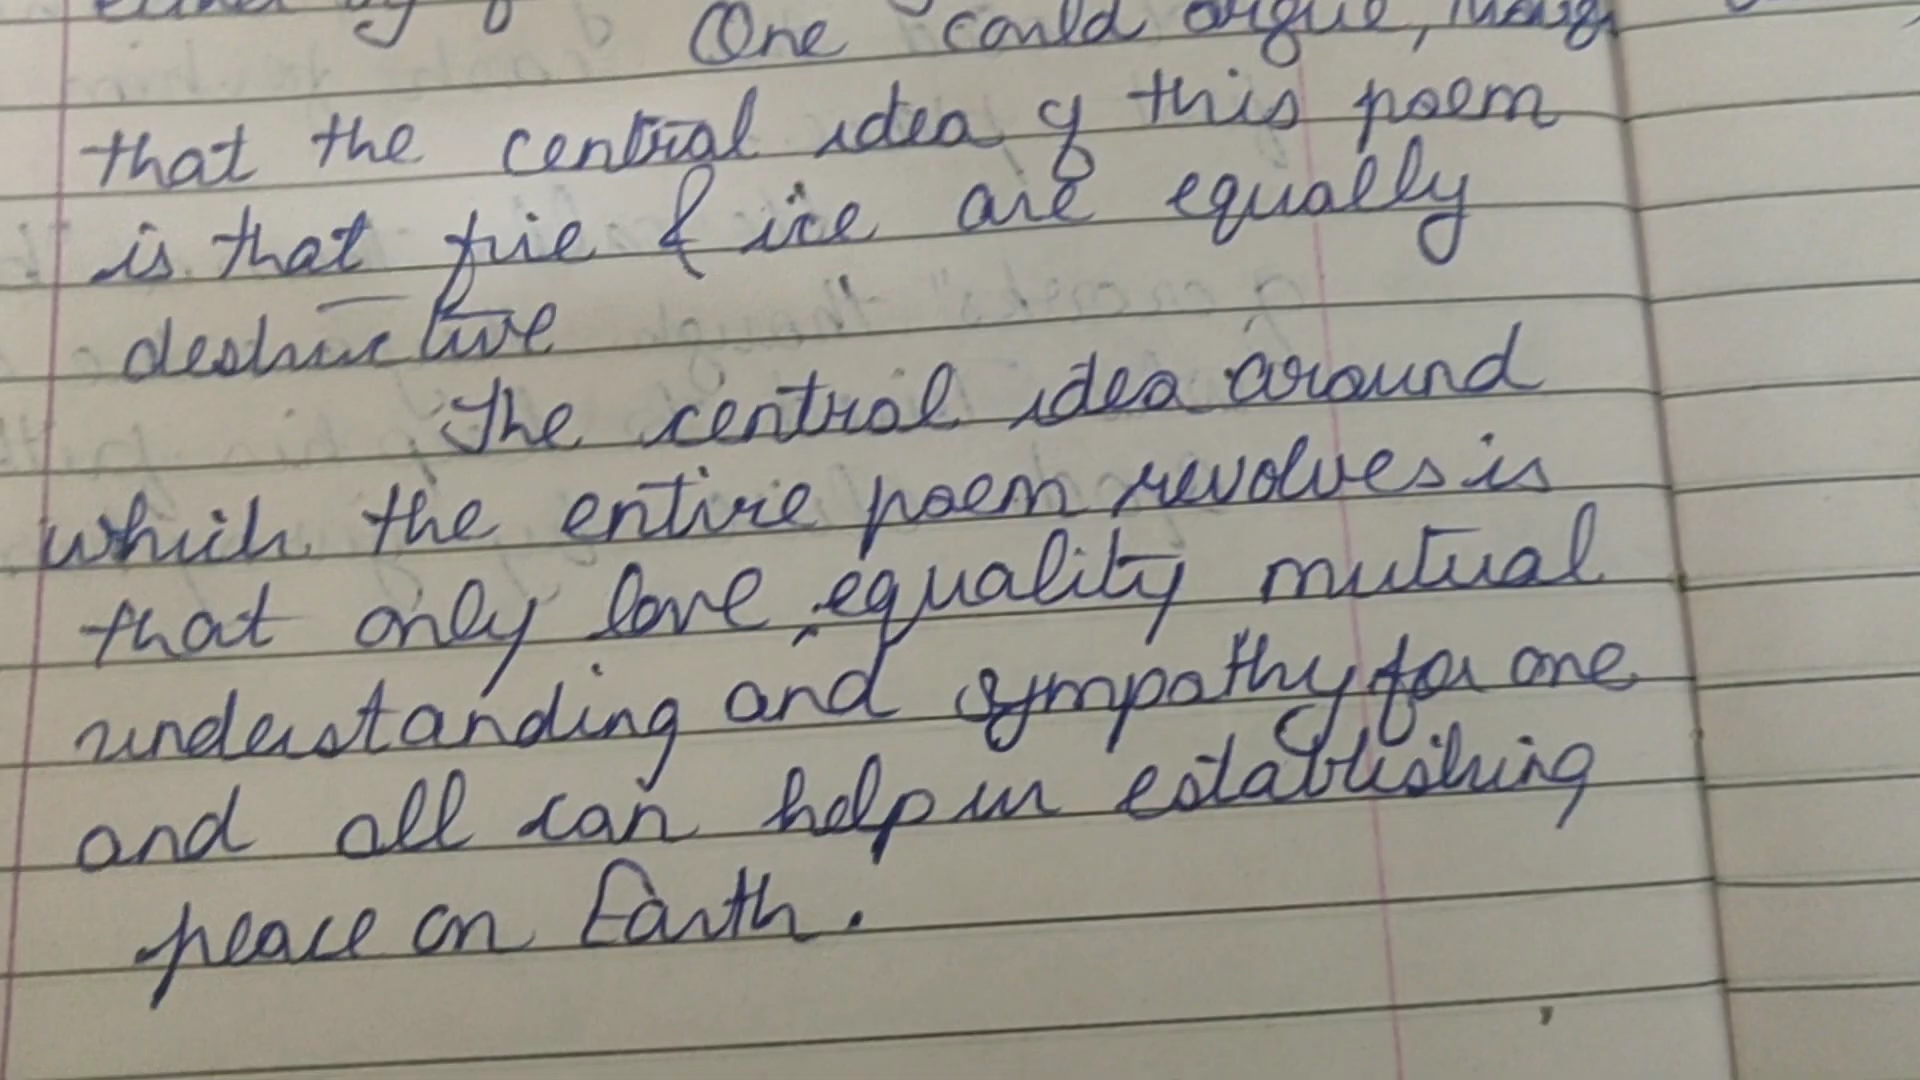 One could argue, though
that the central idea of this poem
is that fire & ice are equally
destructive
The central idea around
which the entire poem revolves is
that only love, equality mutual
understanding and sympathy for one
and all can help in establishing
peace on Earth.